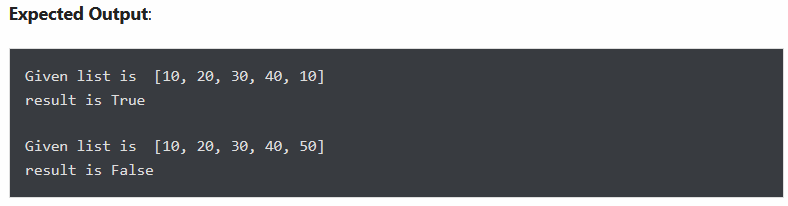 Expected Output:
Given list is  [10, 20, 30, 40, 10]
result is True
Given list is  [10, 20, 30, 40, 50]
result is False